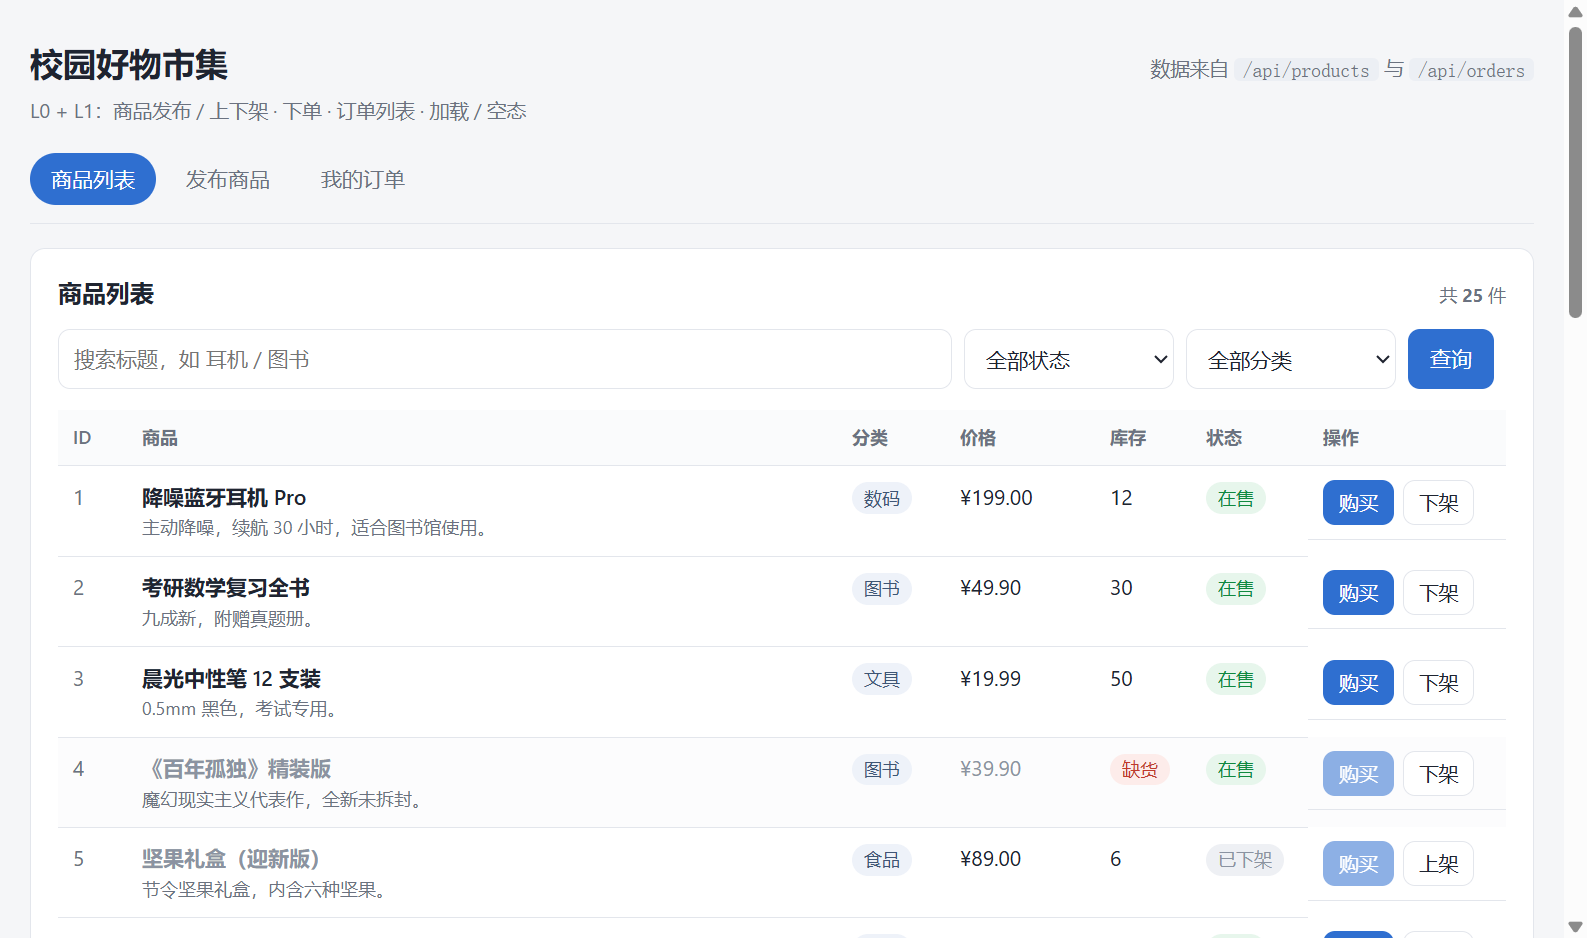 校园好物市集
数据来自 /api/products 与 /api/orders
L0 + L1：商品发布 / 上下架 · 下单 · 订单列表 · 加载 / 空态
商品列表 发布商品 我的订单
商品列表
共 25 件
搜索标题，如 耳机 / 图书 全部状态 全部分类 查询
ID 商品 分类 价格 库存 状态 操作
1 降噪蓝牙耳机 Pro 数码 ¥199.00 12 在售 购买 下架
主动降噪，续航 30 小时，适合图书馆使用。
2 考研数学复习全书 图书 ¥49.90 30 在售 购买 下架
九成新，附赠真题册。
3 晨光中性笔 12 支装 文具 ¥19.99 50 在售 购买 下架
0.5mm 黑色，考试专用。
4 《百年孤独》精装版 图书 ¥39.90 缺货 在售 购买 下架
魔幻现实主义代表作，全新未拆封。
5 坚果礼盒（迎新版） 食品 ¥89.00 6 已下架 购买 上架
节令坚果礼盒，内含六种坚果。